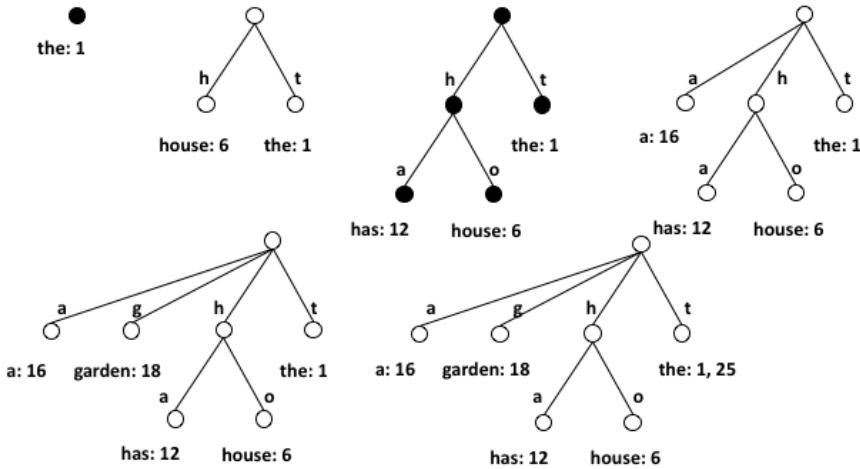 the: 1
h t
house: 6 the: 1
h t
the: 1
a o
has: 12 house: 6
a h t
a: 16 the: 1
a o
has: 12 house: 6
a g h t
a: 16 garden: 18 the: 1
a o
has: 12 house: 6
a g h t
a: 16 garden: 18 the: 1, 25
a o
has: 12 house: 6